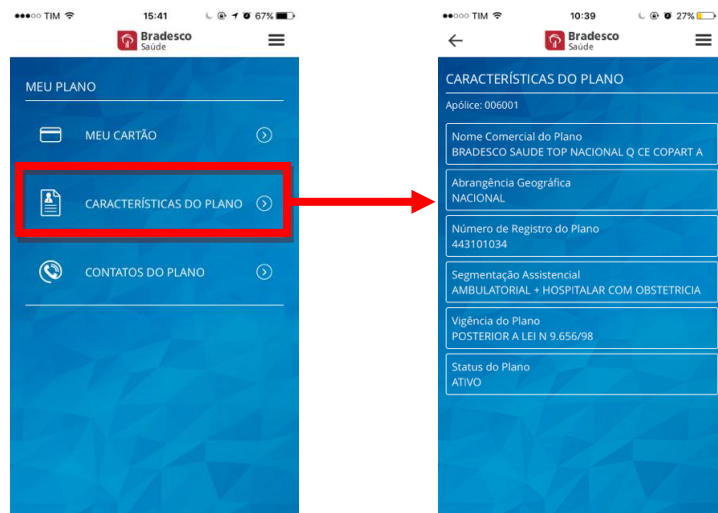 TIM 15:41 67%
Bradesco
Saúde
MEU PLANO
MEU CARTÃO
CARACTERÍSTICAS DO PLANO
CONTATOS DO PLANO
TIM 10:39 27%
Bradesco
Saúde
CARACTERÍSTICAS DO PLANO
Apólice: 006001
Nome Comercial do Plano
BRADESCO SAUDE TOP NACIONAL Q CE COPART A
Abrangência Geográfica
NACIONAL
Número de Registro do Plano
443101034
Segmentação Assistencial
AMBULATORIAL + HOSPITALAR COM OBSTETRICIA
Vigência do Plano
POSTERIOR A LEI N 9.656/98
Status do Plano
ATIVO